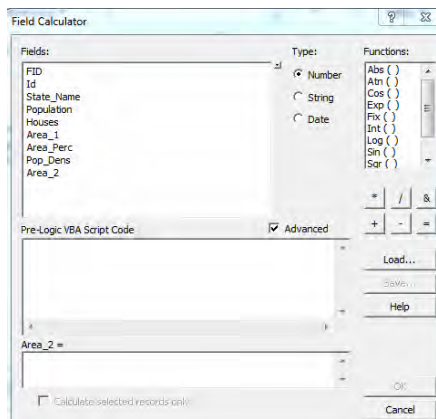 Field Calculator
Fields:
FID
Id
State_Name
Population
Houses
Area_1
Area_Perc
Pop_Dens
Area_2
Type:
Number
String
Date
Functions:
Abs ( )
Atn ( )
Cos ( )
Exp ( )
Fix ( )
Int ( )
Log ( )
Sin ( )
Sqr ( )
* / &
+ - =
Pre-Logic VBA Script Code
Advanced
Load...
Save...
Help
Area_2 =
Calculate selected records only
OK
Cancel